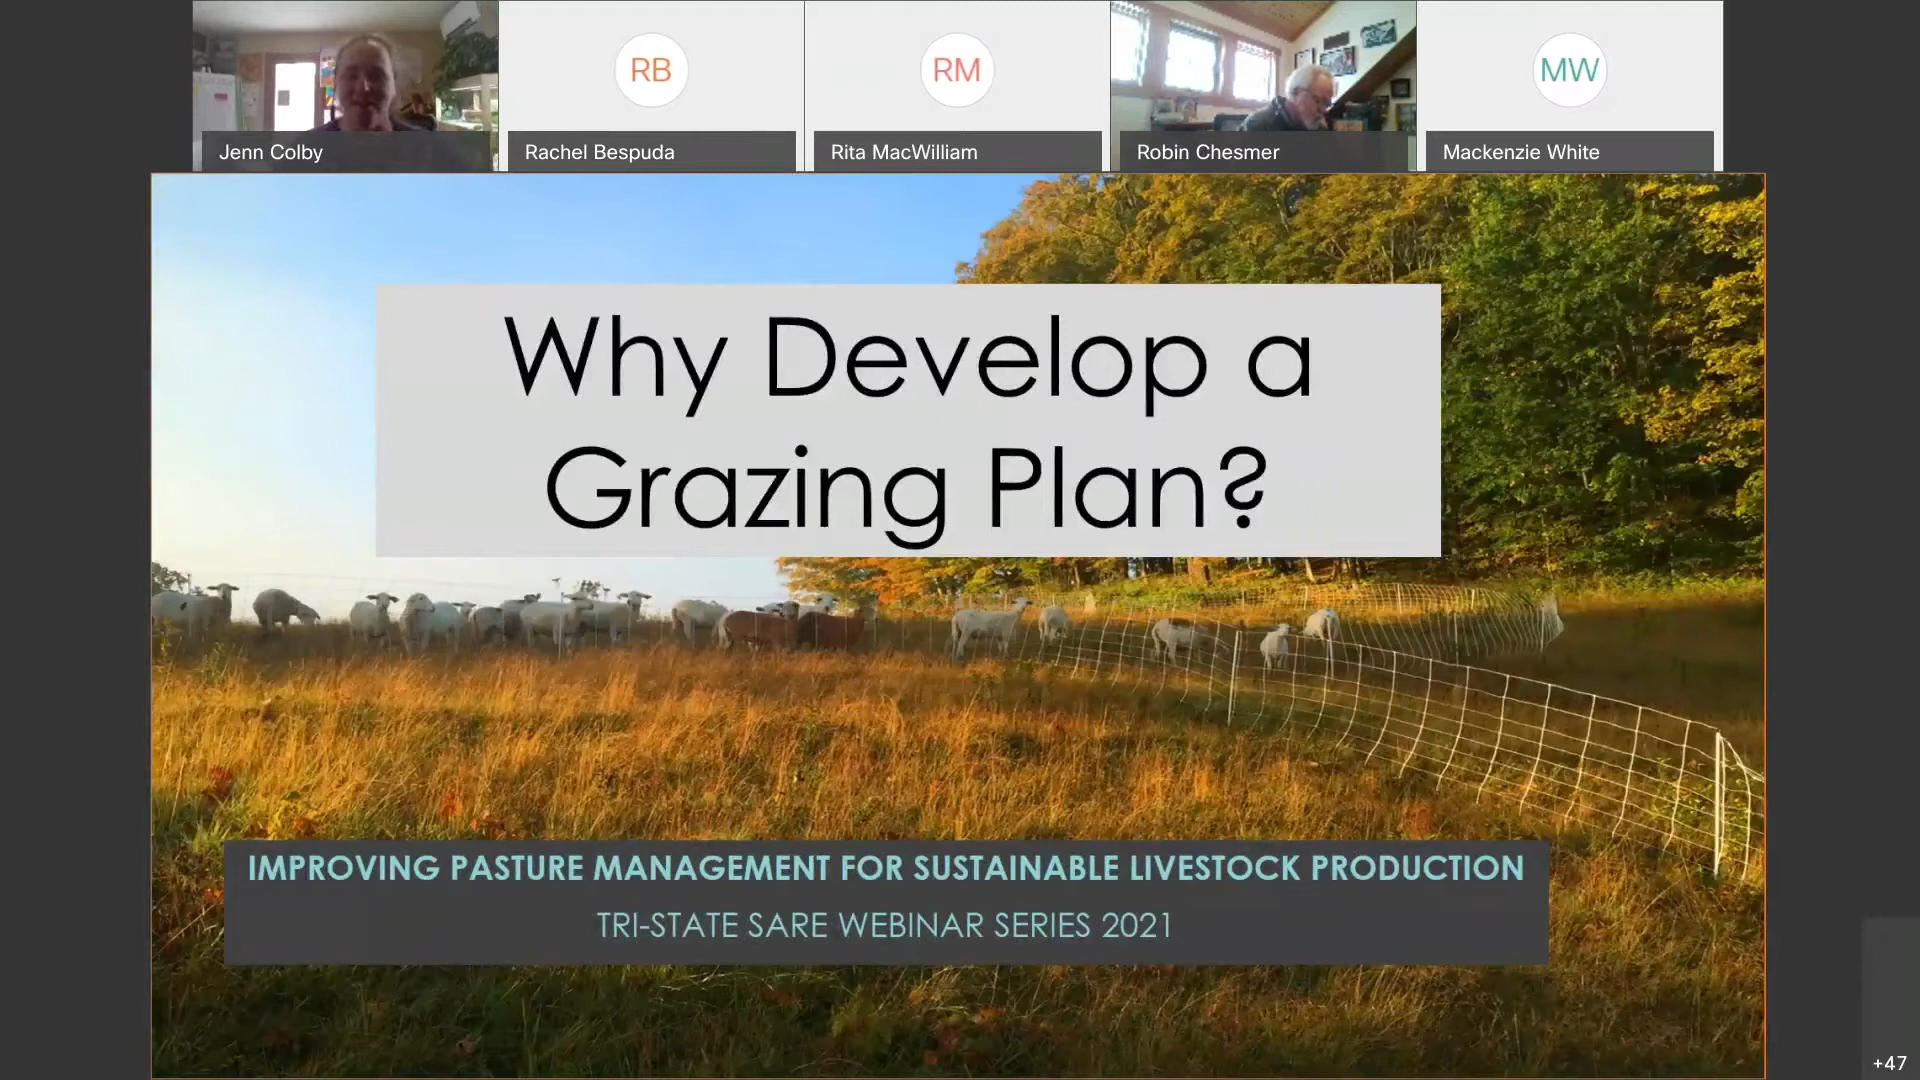 RB
RM
MW
Jenn Colby
Rachel Bespuda
Rita MacWilliam
Robin Chesmer
Mackenzie White
Why Develop a
Grazing Plan?
IMPROVING PASTURE MANAGEMENT FOR SUSTAINABLE LIVESTOCK PRODUCTION
TRI-STATE SARE WEBINAR SERIES 2021
+47